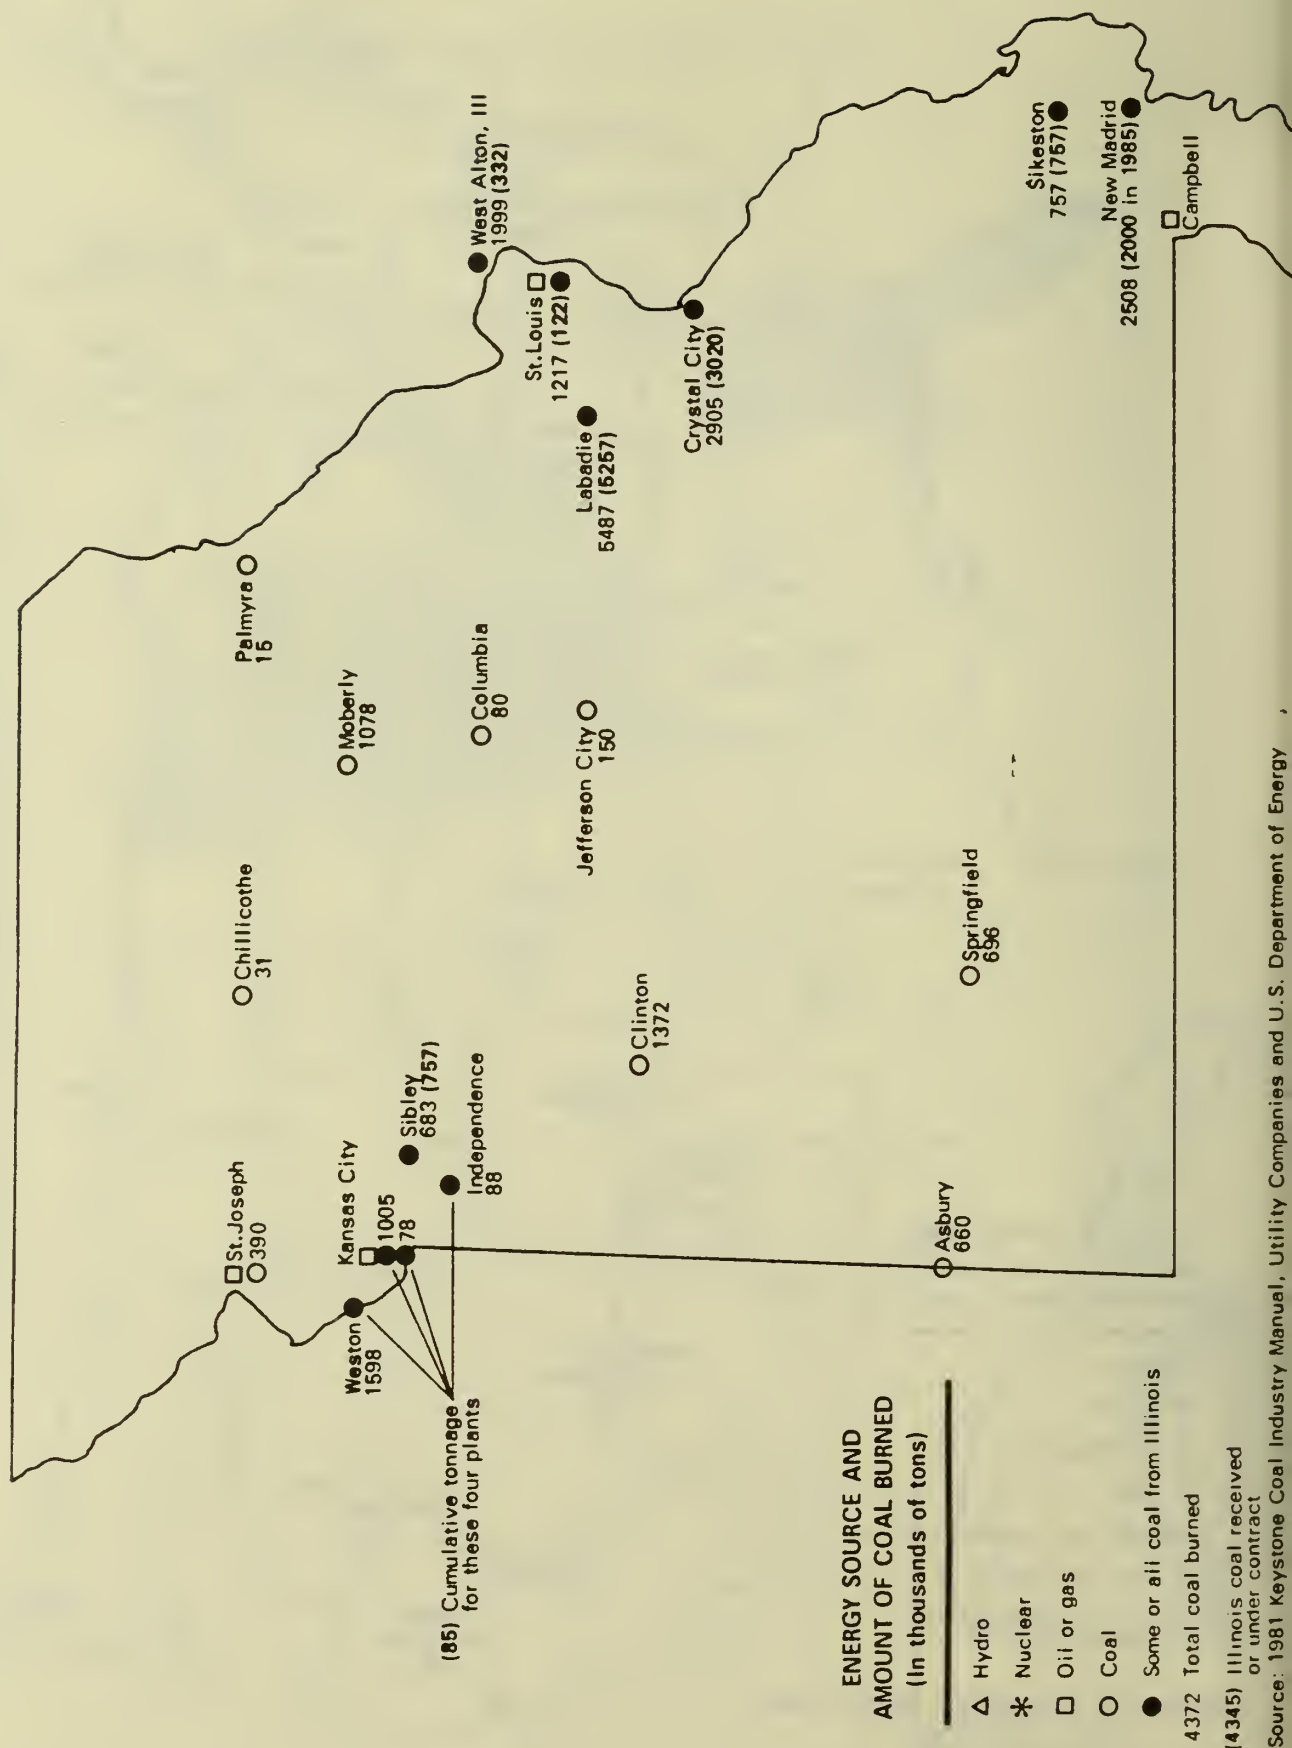 St.Joseph
390
Chillicothe
31
Palmyra
15
Kansas City
1005
78
Weston
1598
Sibley
683 (757)
Independence
88
(85) Cumulative tonnage
for these four plants
Moberly
1078
Columbia
80
Jefferson City
150
West Alton, Ill
1999 (332)
St.Louis
1217 (122)
Labadie
5487 (5257)
Crystal City
2905 (3020)
Clinton
1372
Asbury
660
Springfield
696
Sikeston
757 (757)
New Madrid
2508 (2000 in 1985)
Campbell
ENERGY SOURCE AND
AMOUNT OF COAL BURNED
(In thousands of tons)
Hydro
Nuclear
Oil or gas
Coal
Some or all coal from Illinois
4372 Total coal burned
(4345) Illinois coal received
or under contract
Source: 1981 Keystone Coal Industry Manual, Utility Companies and U.S. Department of Energy